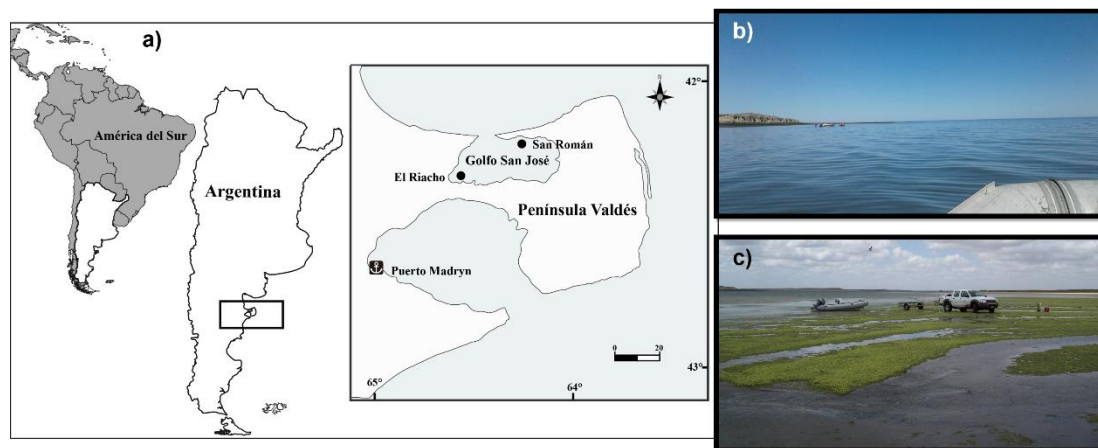 a)
América del Sur
Argentina
42°
San Román
Golfo San José
El Riacho
Península Valdés
Puerto Madryn
0 20
43°
65° 64°
b)
c)